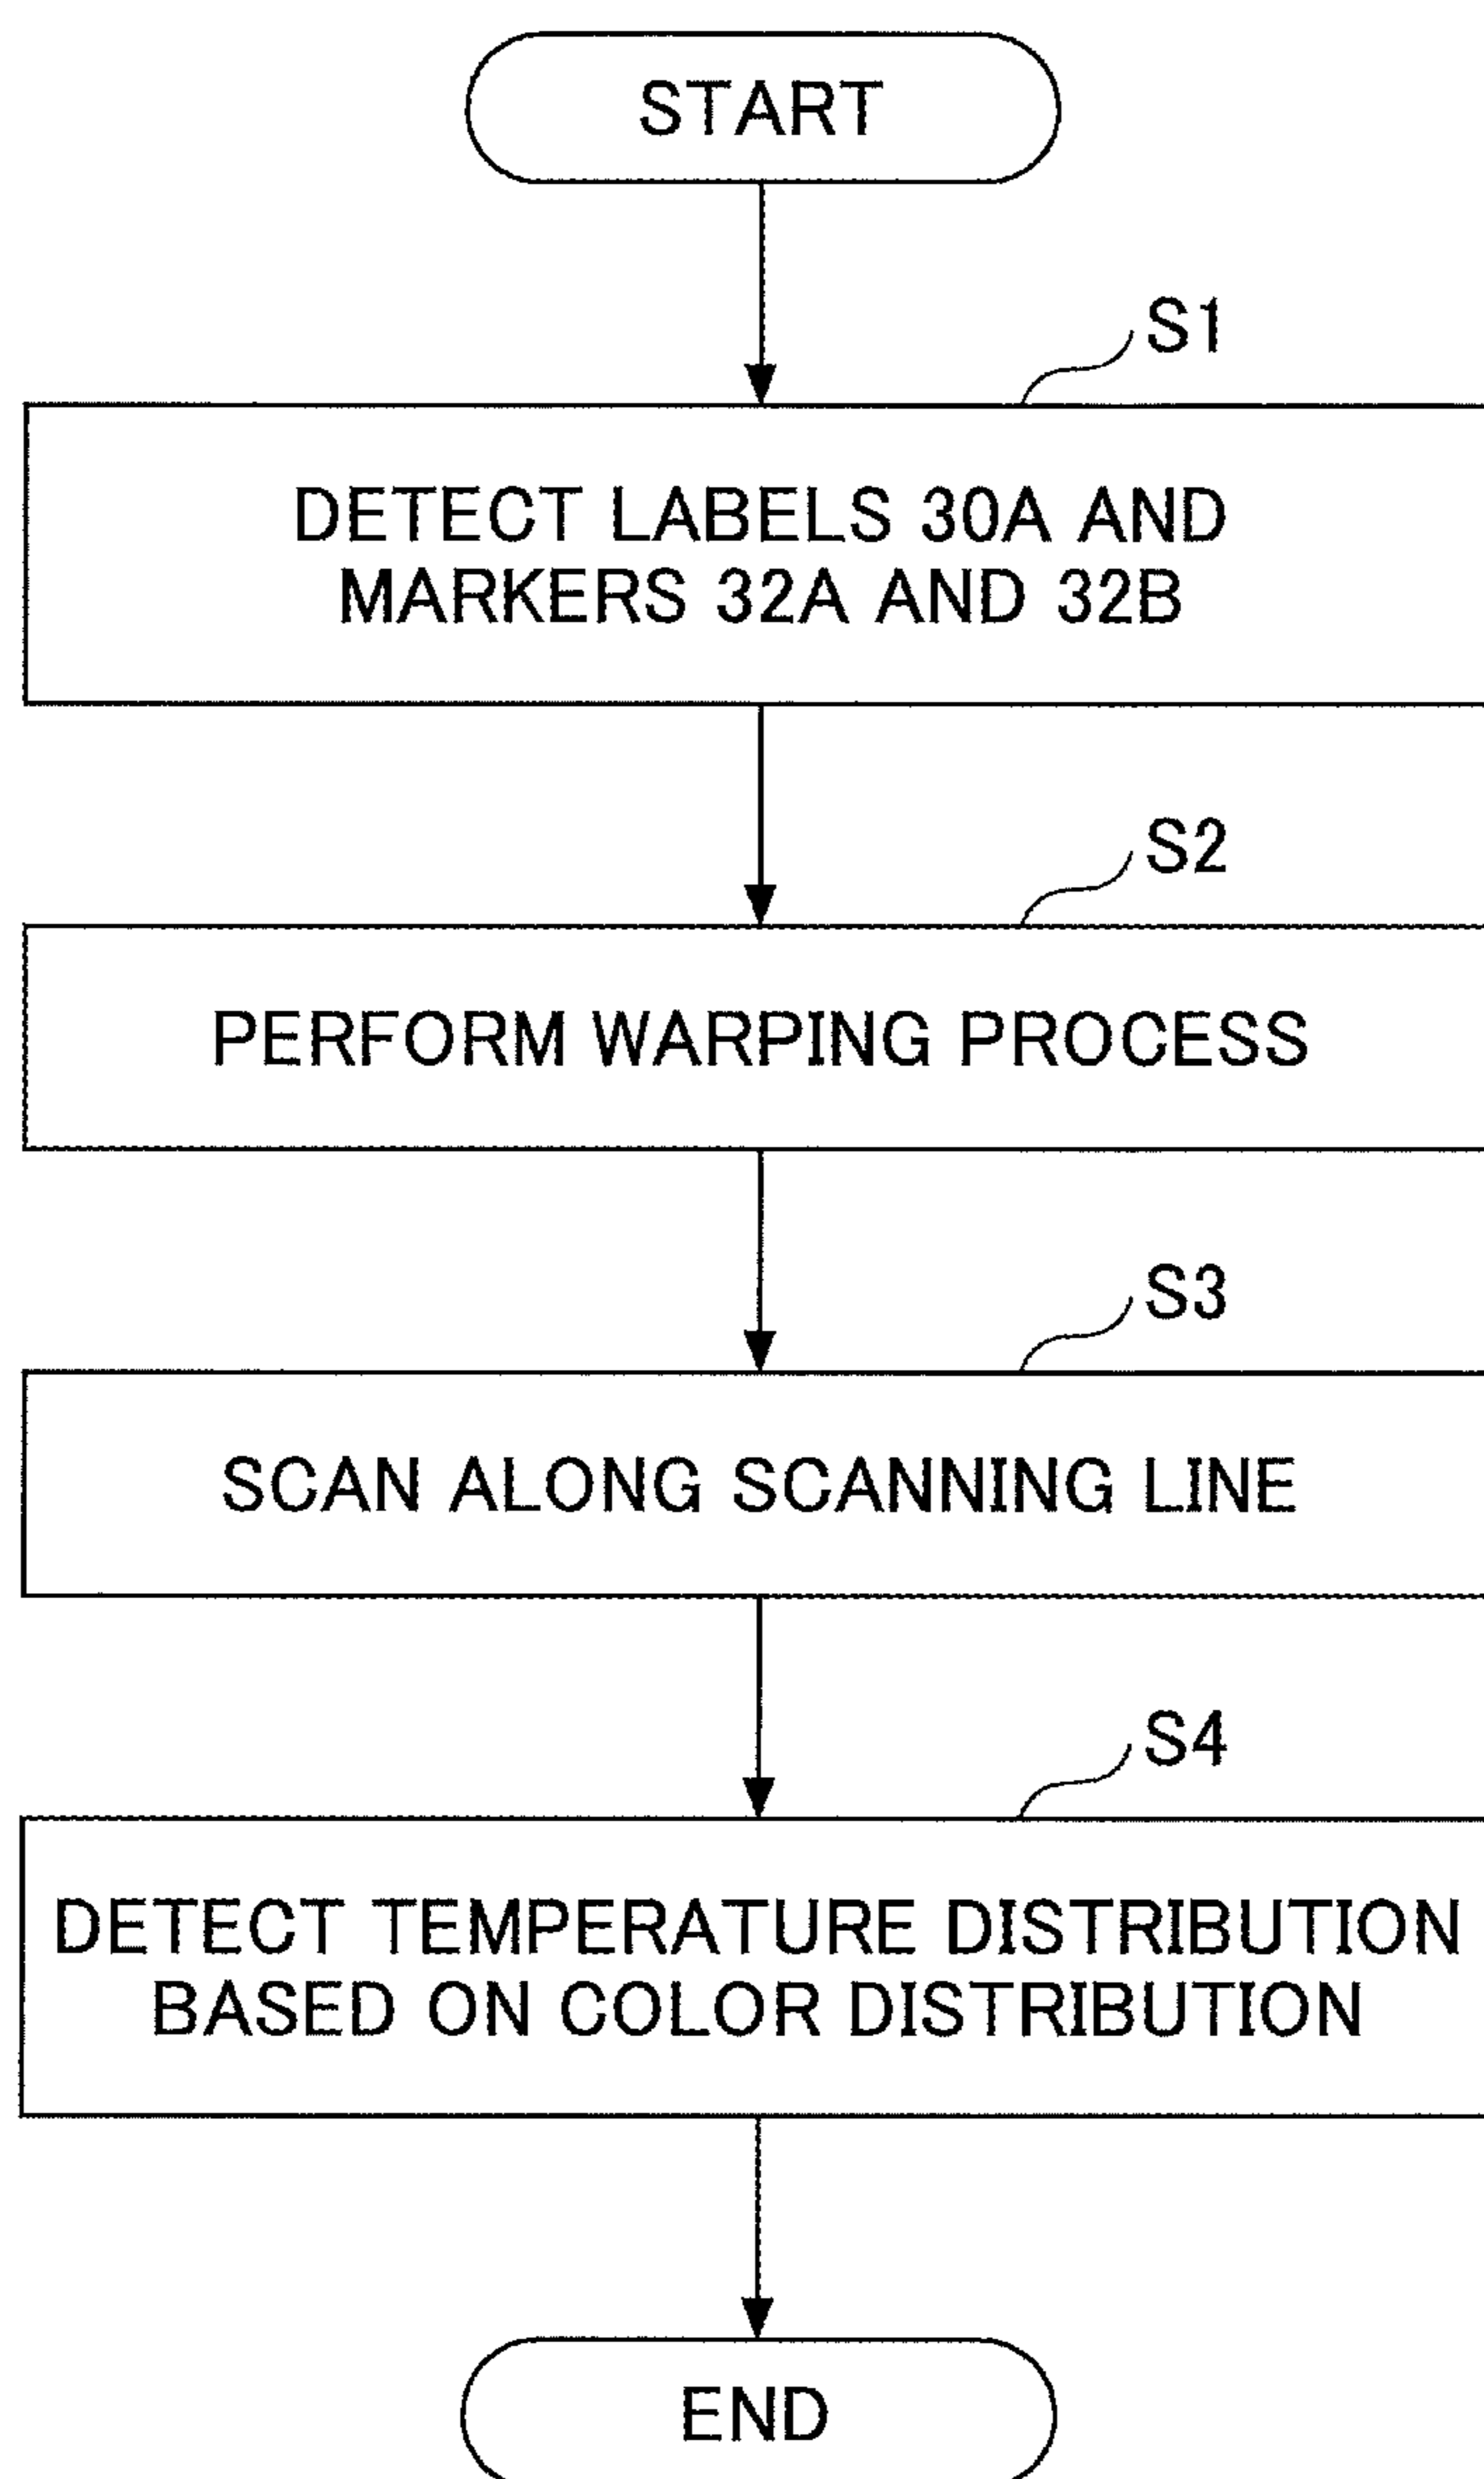 START
S1
DETECT LABELS 30A AND
MARKERS 32A AND 32B
S2
PERFORM WARPING PROCESS
S3
SCAN ALONG SCANNING LINE
S4
DETECT TEMPERATURE DISTRIBUTION
BASED ON COLOR DISTRIBUTION
END